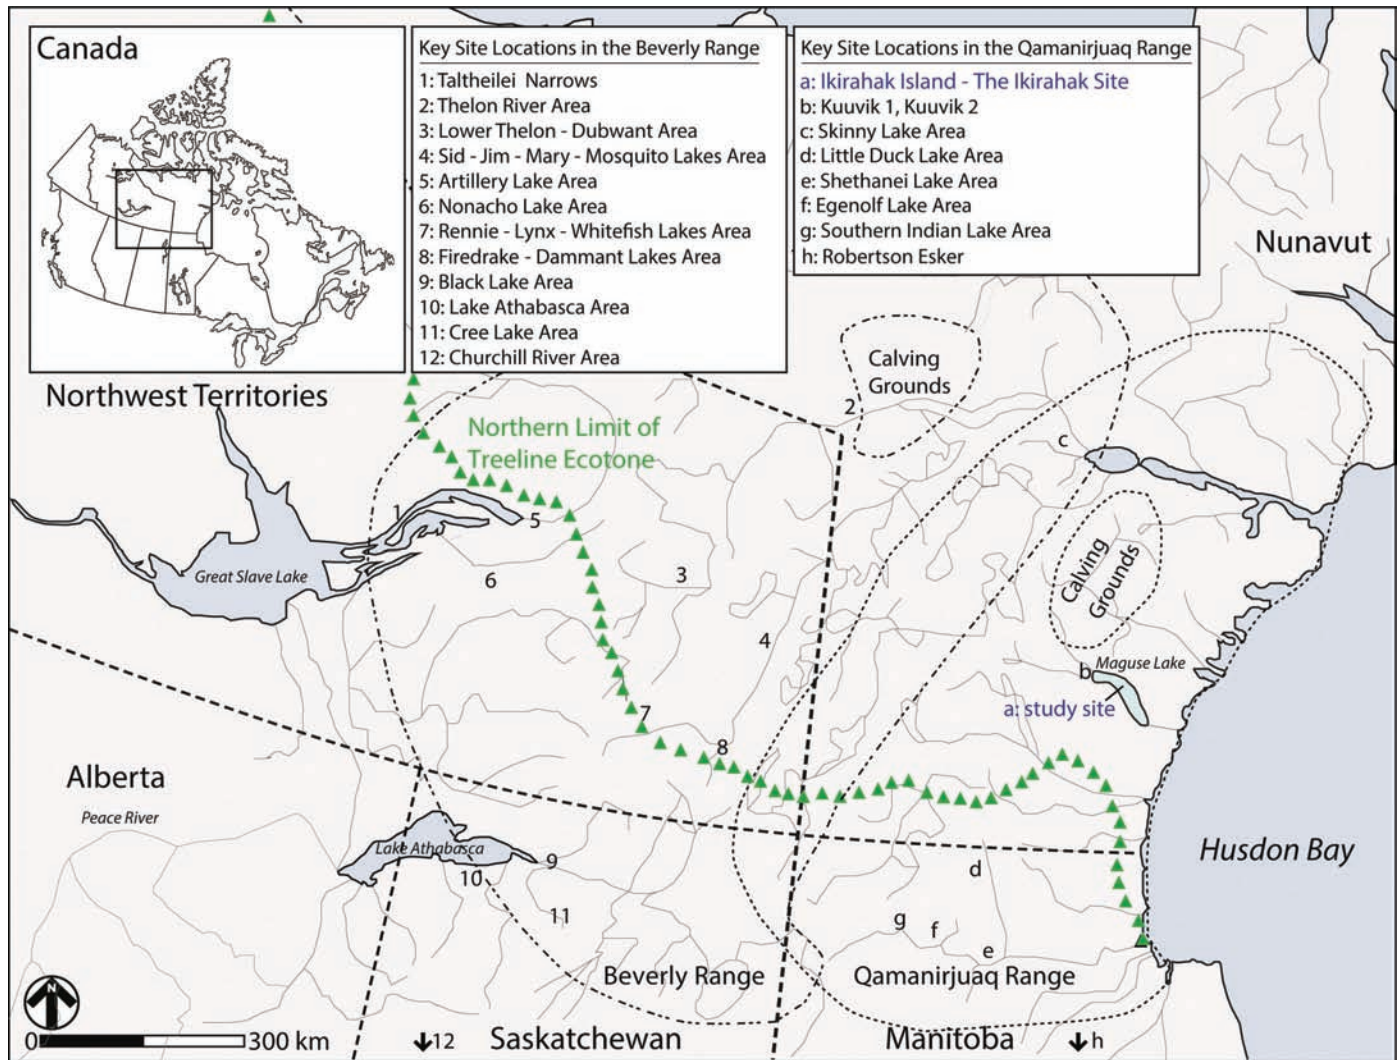 Canada
Key Site Locations in the Beverly Range
1: Taltheilei Narrows
2: Thelon River Area
3: Lower Thelon - Dubwant Area
4: Sid - Jim - Mary - Mosquito Lakes Area
5: Artillery Lake Area
6: Nonacho Lake Area
7: Rennie - Lynx - Whitefish Lakes Area
8: Firedrake - Dammant Lakes Area
9: Black Lake Area
10: Lake Athabasca Area
11: Cree Lake Area
12: Churchill River Area
Key Site Locations in the Qamanirjuaq Range
a: Ikirahak Island - The Ikirahak Site
b: Kuuvik 1, Kuuvik 2
c: Skinny Lake Area
d: Little Duck Lake Area
e: Shethanei Lake Area
f: Egenolf Lake Area
g: Southern Indian Lake Area
h: Robertson Esker
Nunavut
Northwest Territories
Calving
Grounds
2
Northern Limit of
Treeline Ecotone
c
1
5
Great Slave Lake
6
3
Calving
Grounds
4
b
Maguse Lake
a: study site
7
8
Alberta
Peace River
Lake Athabasca
9
10
11
d
Husdon Bay
g
f
e
Beverly Range
Qamanirjuaq Range
N
0
300 km
12
Saskatchewan
Manitoba
h